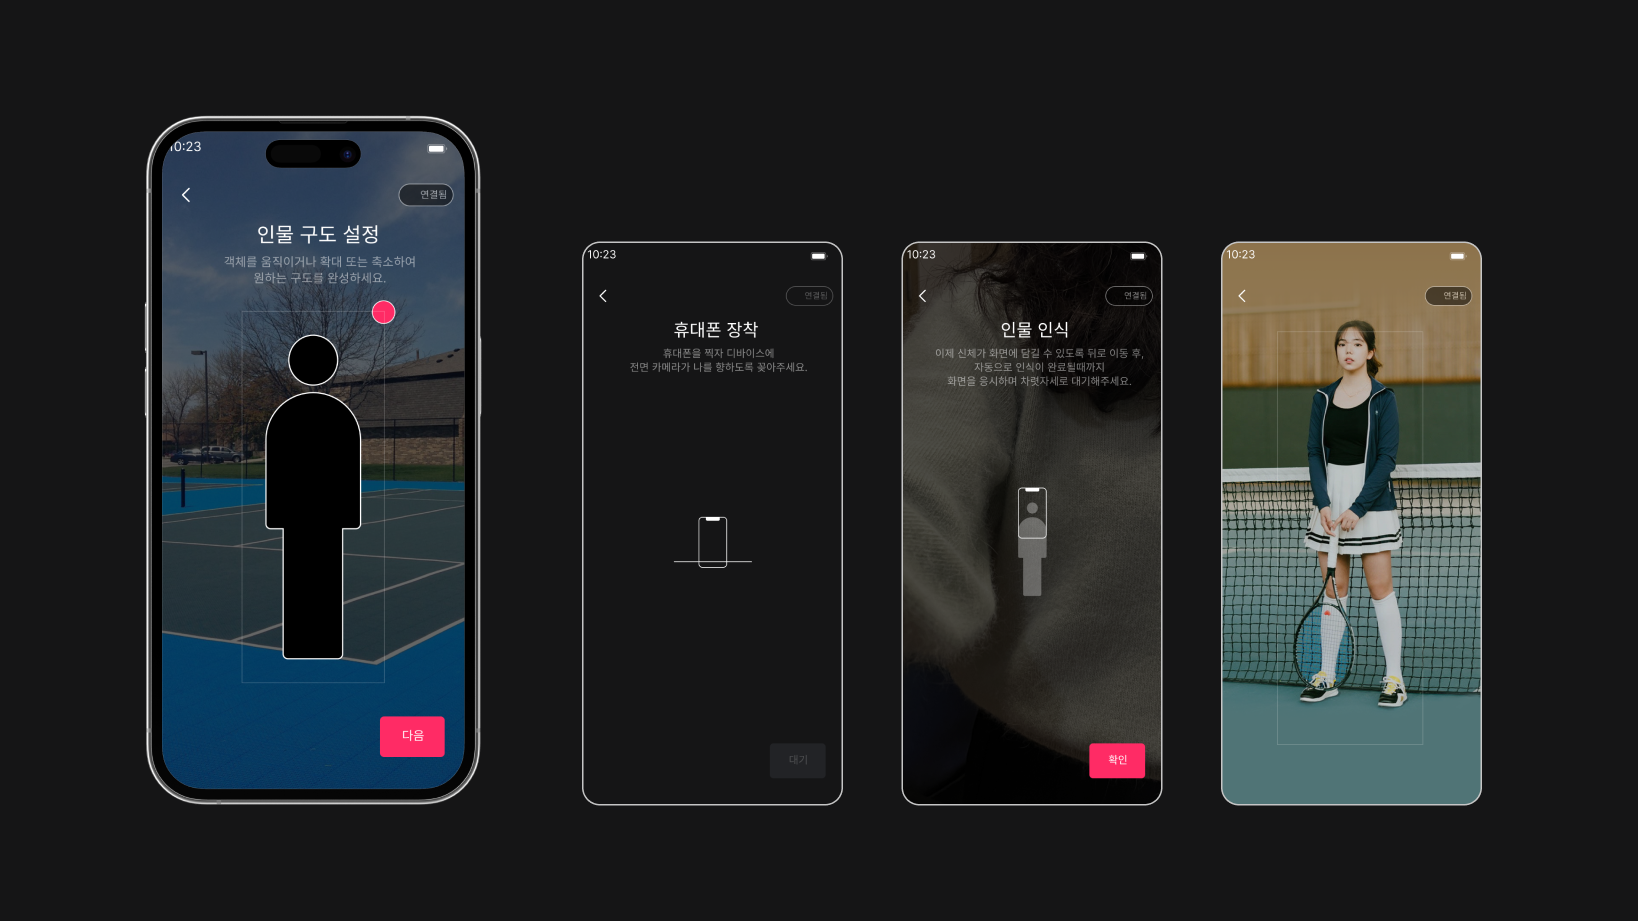 10:23
연결됨
인물 구도 설정
객체를 움직이거나 확대 또는 축소하여
원하는 구도를 완성하세요.
다음
10:23
연결됨
휴대폰 장착
휴대폰을 찍자 디바이스에
전면 카메라가 나를 향하도록 꽂아주세요.
대기
10:23
연결됨
인물 인식
이제 신체가 화면에 담길 수 있도록 뒤로 이동 후,
자동으로 인식이 완료될때까지
화면을 응시하며 차렷자세로 대기해주세요.
확인
10:23
연결됨